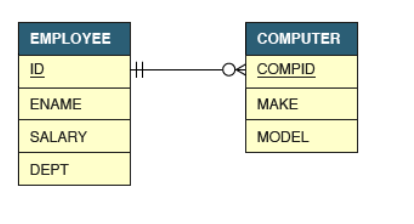 EMPLOYEE
ID
ENAME
SALARY
DEPT
COMPUTER
COMPID
MAKE
MODEL